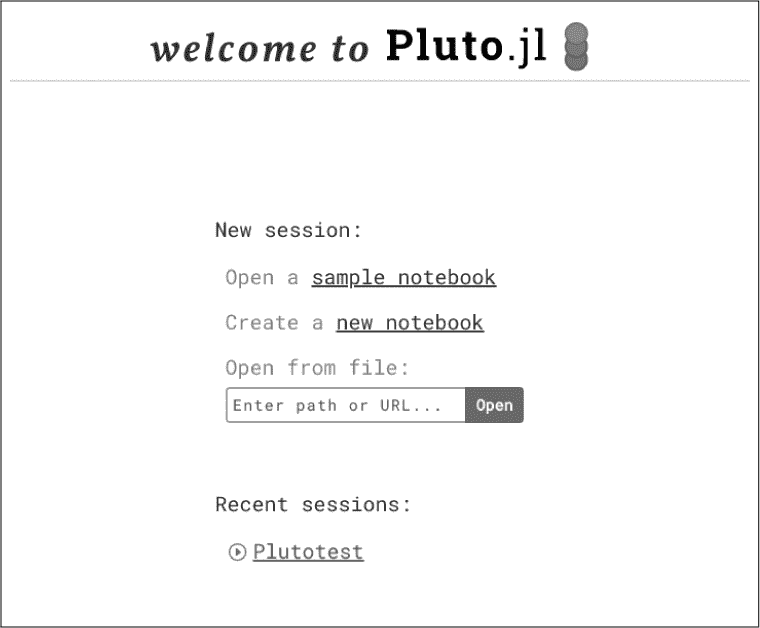 welcome to Pluto.jl
New session:
Open a sample notebook
Create a new notebook
Open from file:
Enter path or URL... Open
Recent sessions:
Plutotest